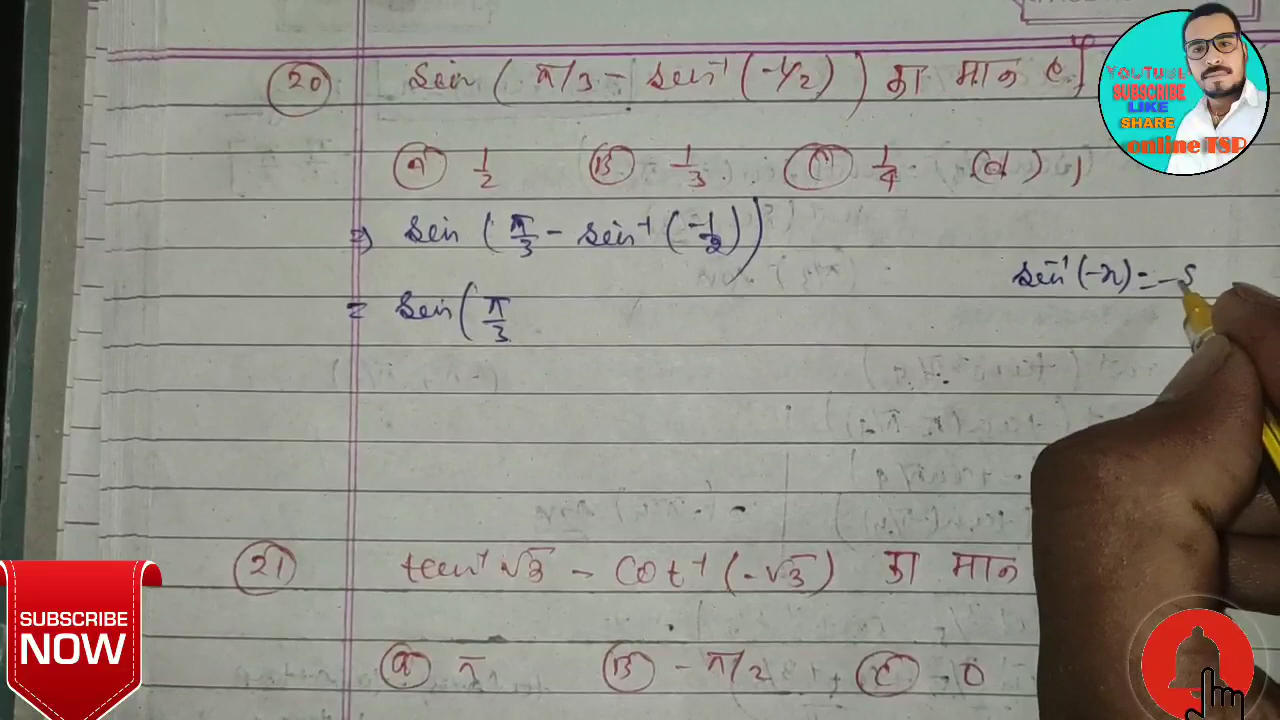 (20) sin ( π/3 - sin⁻¹ (-1/2) ) का मान है।
(a) 1/2 (B) 1/3 (C) 1/4 (d) 1
⇒ sin ( π/3 - sin⁻¹ (-1/2) )
= sin ( π/3
sin⁻¹ (-x) = - s
(21) tan⁻¹ √3 - cot⁻¹ (-√3) का मान
(a) π (B) - π/2 (C) 0
YOUTUBE
SUBSCRIBE
LIKE
SHARE
online TSP
SUBSCRIBE
NOW